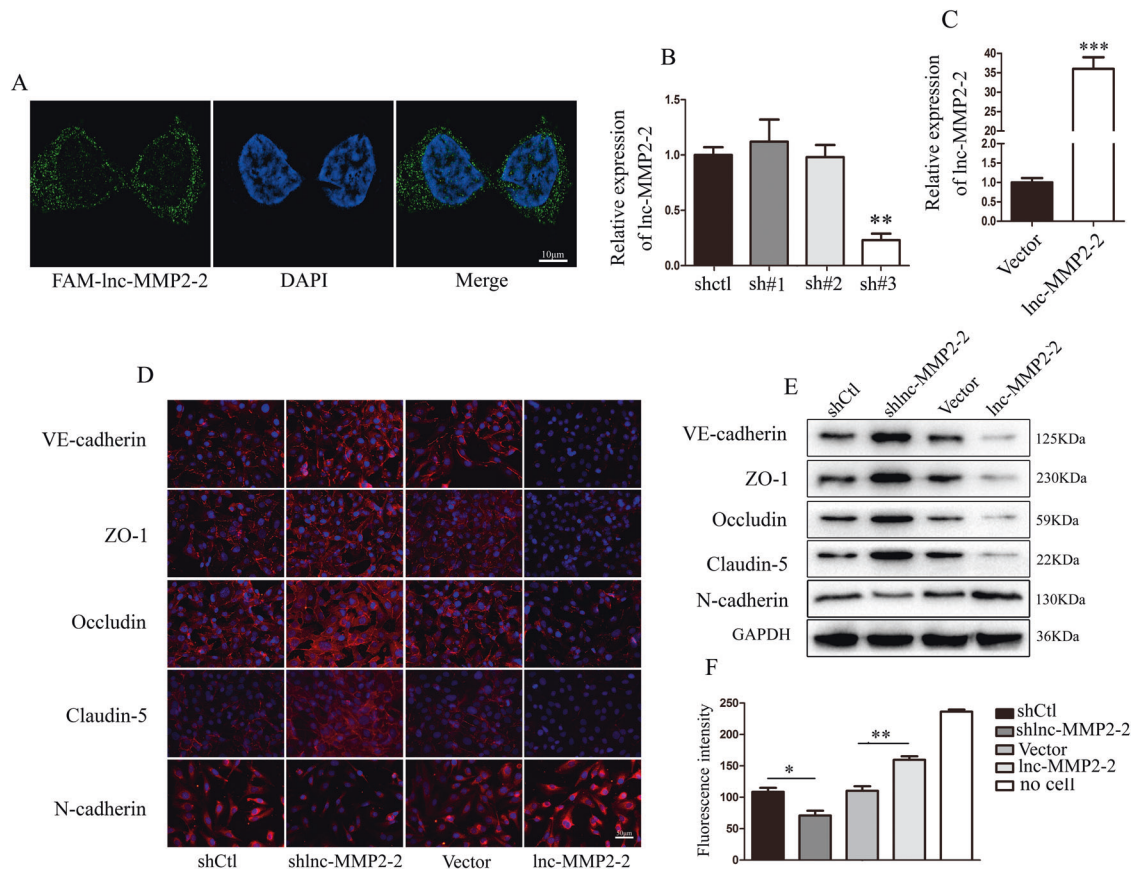 A
FAM-lnc-MMP2-2
DAPI
Merge
10μm
B
Relative expression
of lnc-MMP2-2
1.5
1.0
0.5
0.0
**
shctl
sh#1
sh#2
sh#3
C
Relative expression
of lnc-MMP2-2
40
35
30
25
20
2.0
1.5
1.0
0.5
0.0
***
Vector
lnc-MMP2-2
D
VE-cadherin
ZO-1
Occludin
Claudin-5
N-cadherin
50μm
shCtl
shlnc-MMP2-2
Vector
lnc-MMP2-2
E
shCtl
shlnc-MMP2-2
Vector
lnc-MMP2-2
VE-cadherin
125KDa
ZO-1
230KDa
Occludin
59KDa
Claudin-5
22KDa
N-cadherin
130KDa
GAPDH
36KDa
F
Fluorescence intensity
250
200
150
100
50
0
*
**
shCtl
shlnc-MMP2-2
Vector
lnc-MMP2-2
no cell